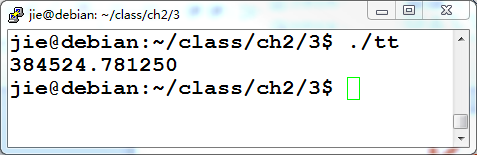 jie@debian: ~/class/ch2/3
jie@debian:~/class/ch2/3$ ./tt
384524.781250
jie@debian:~/class/ch2/3$